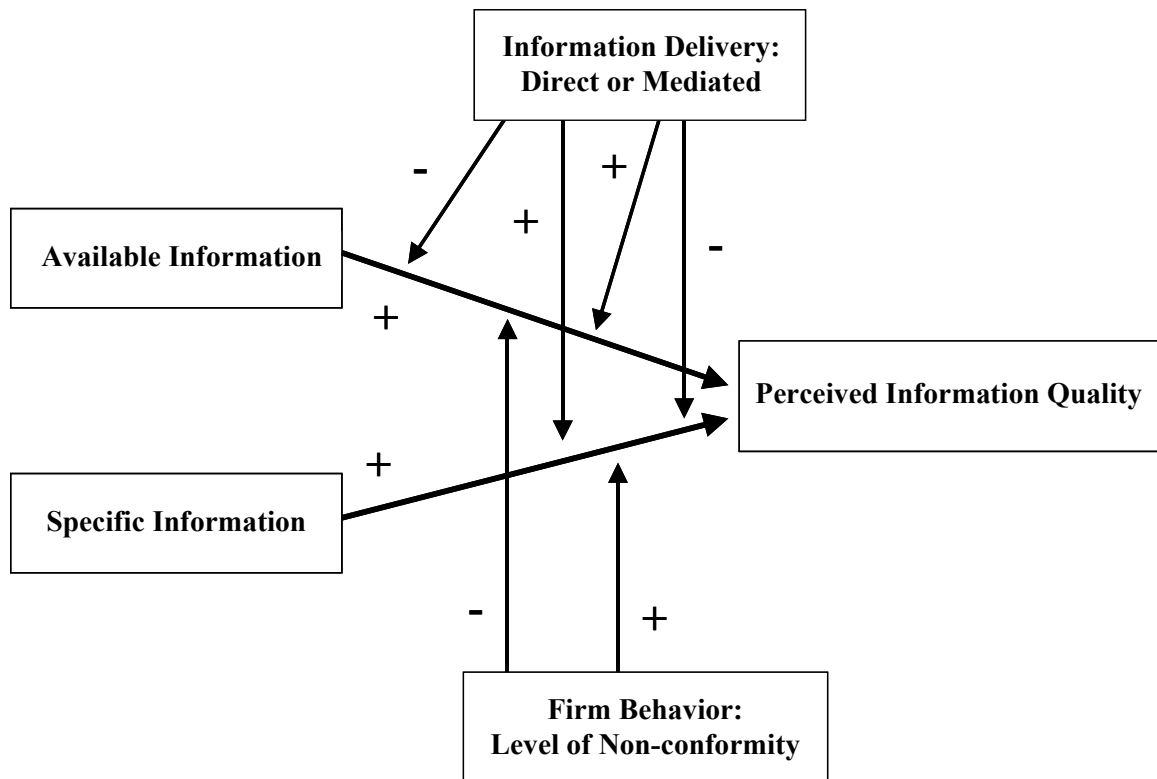 Information Delivery:
Direct or Mediated
-
+
+
-
Available Information
+
Perceived Information Quality
+
Specific Information
-
+
Firm Behavior:
Level of Non-conformity